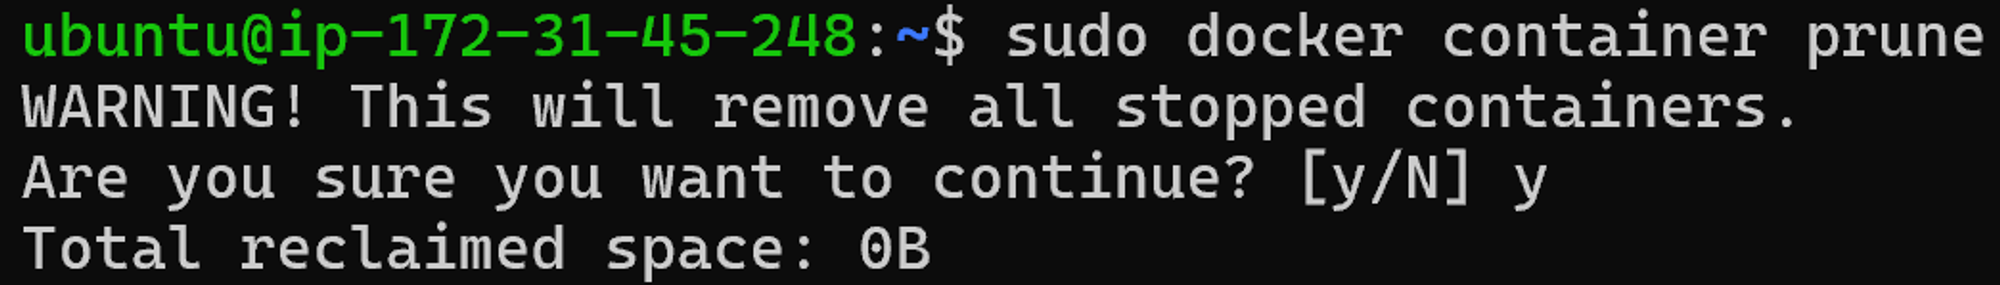 ubuntu@ip-172-31-45-248:~$ sudo docker container prune
WARNING! This will remove all stopped containers.
Are you sure you want to continue? [y/N] y
Total reclaimed space: 0B